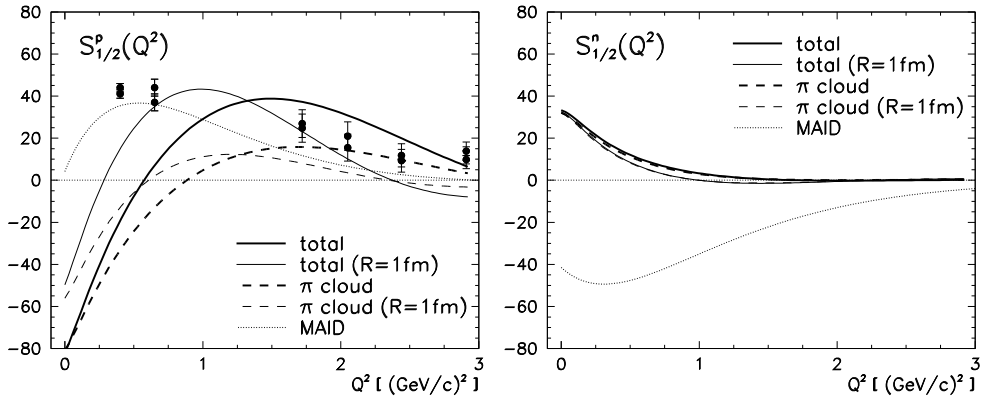 S^p_{1/2}(Q^2)
80
60
40
20
0
−20
−40
−60
−80
total
total (R=1fm)
π cloud
π cloud (R=1fm)
MAID
0 1 2 3
Q^2 [ (GeV/c)^2 ]
S^n_{1/2}(Q^2)
80
60
40
20
0
−20
−40
−60
−80
total
total (R=1fm)
π cloud
π cloud (R=1fm)
MAID
0 1 2 3
Q^2 [ (GeV/c)^2 ]